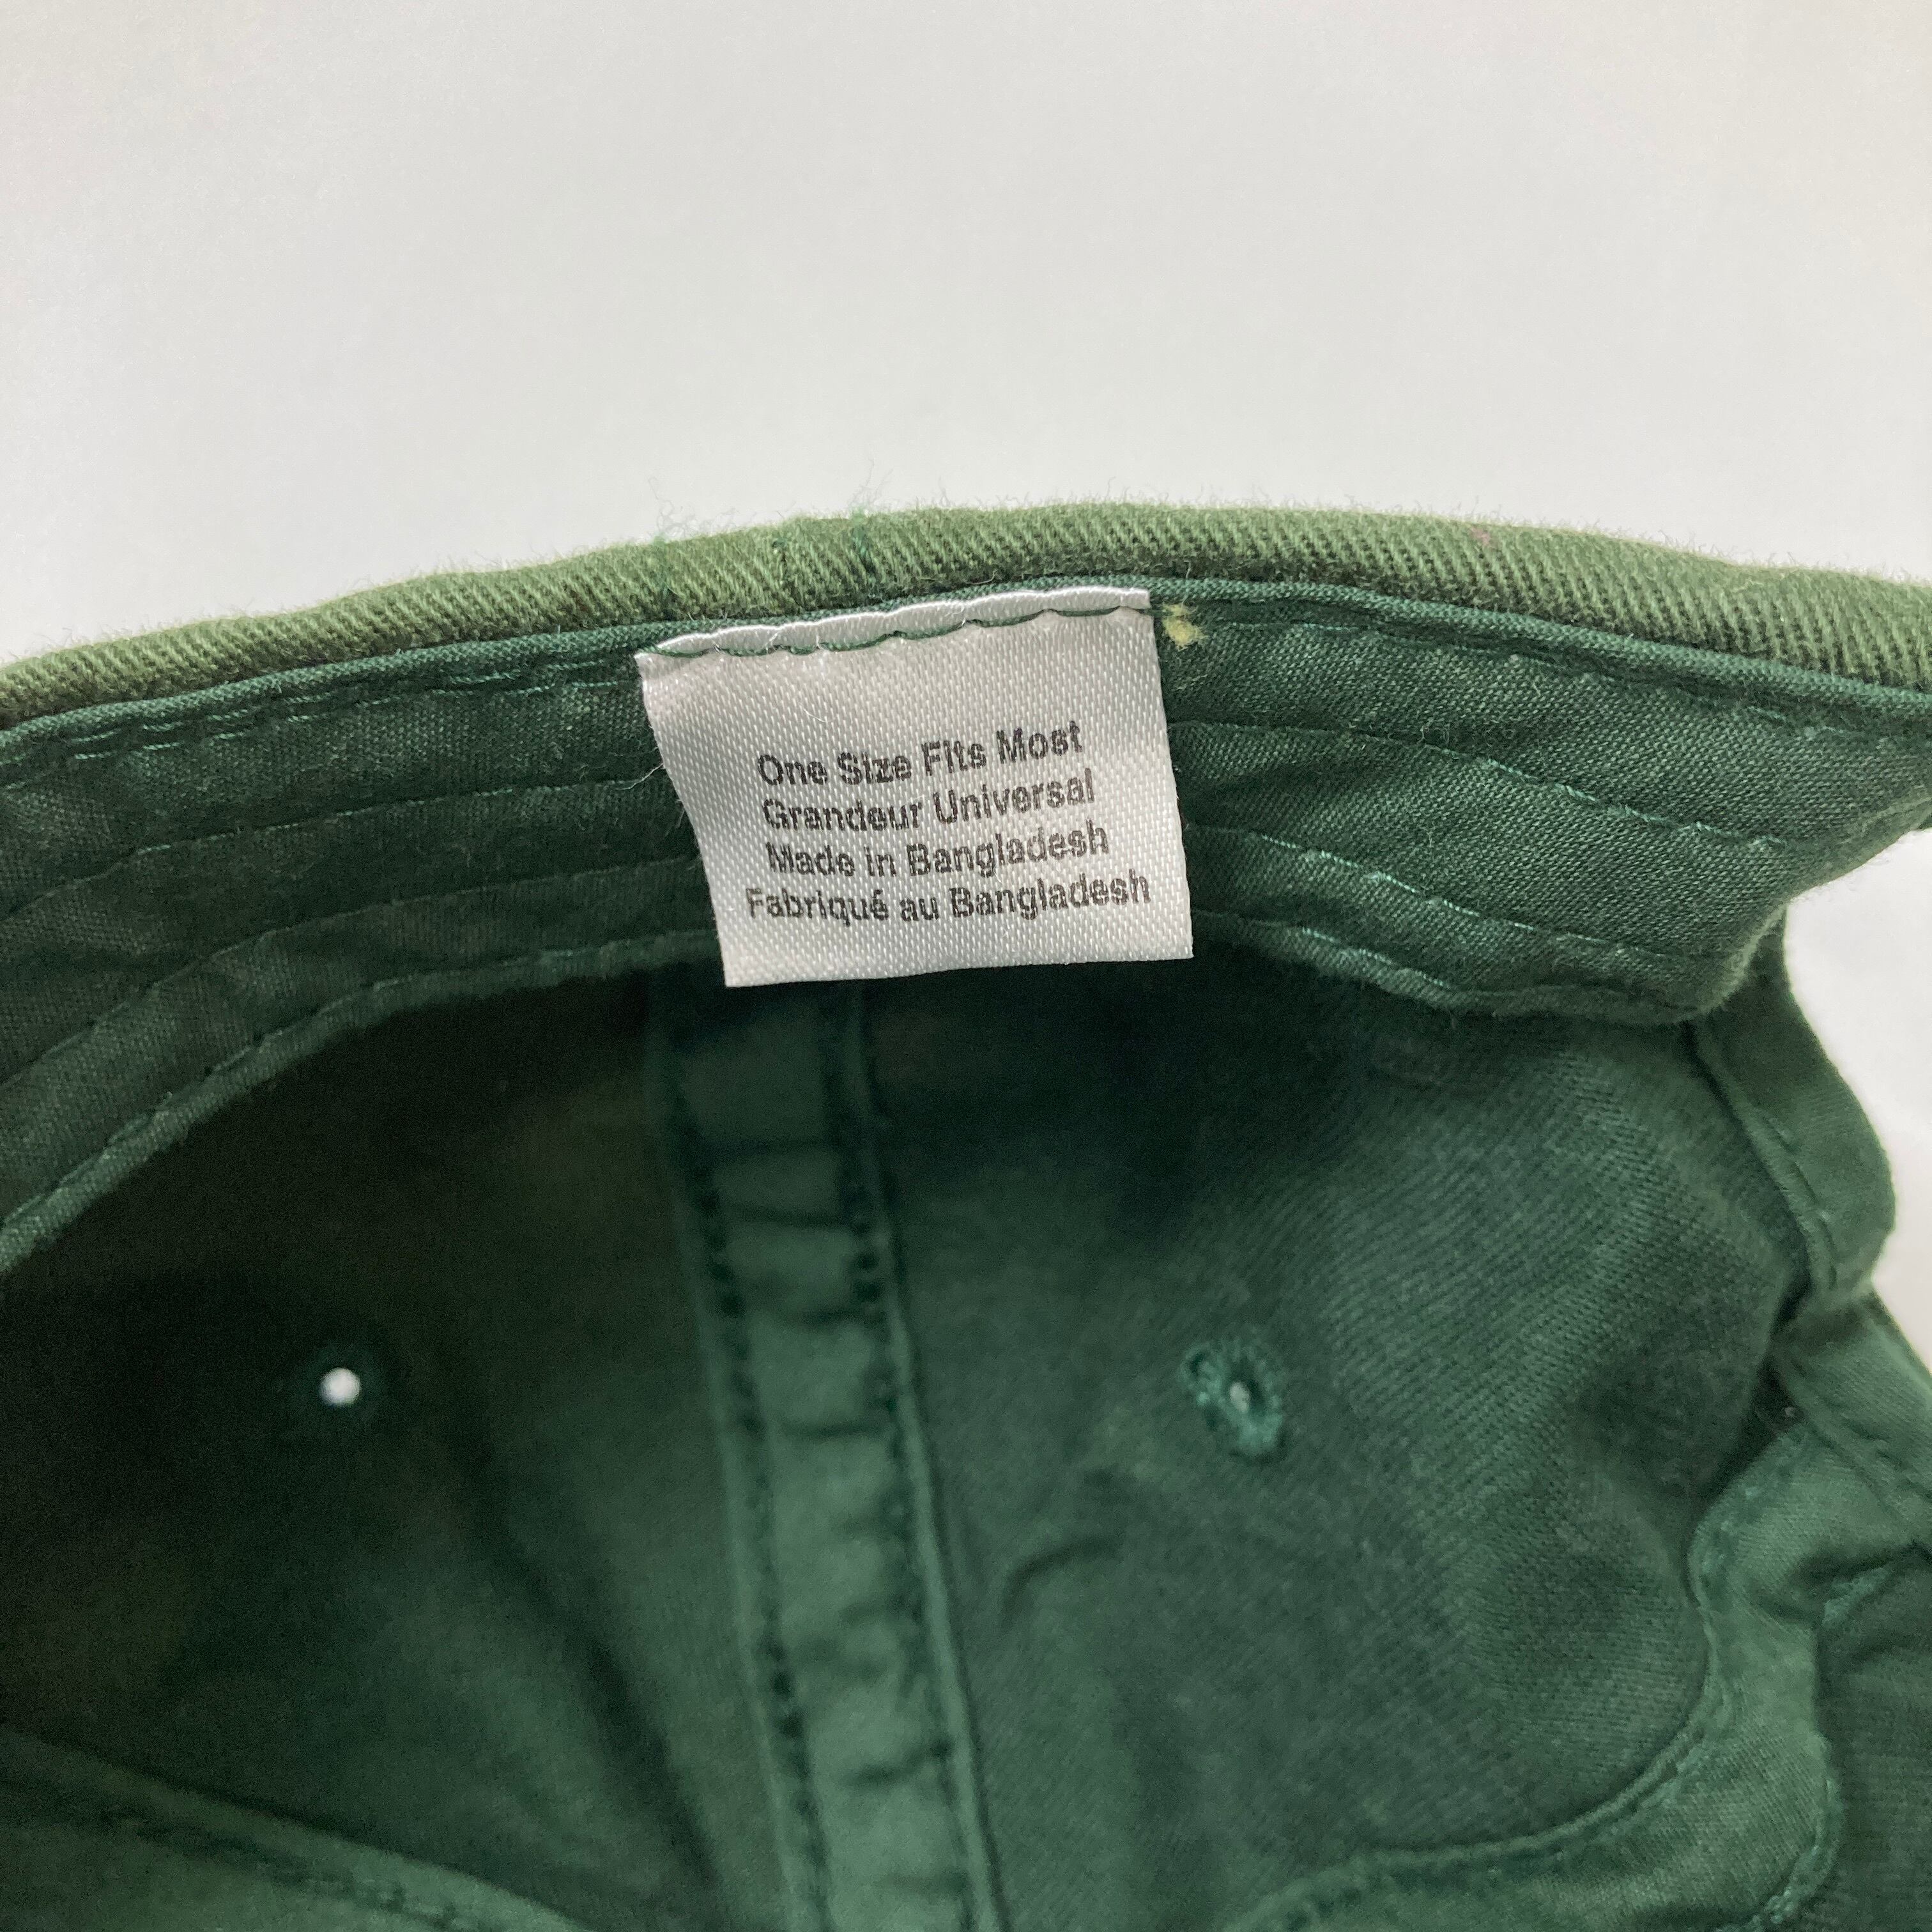 One Size Fits Most
Grandeur Universal
Made in Bangladesh
Fabriqué au Bangladesh